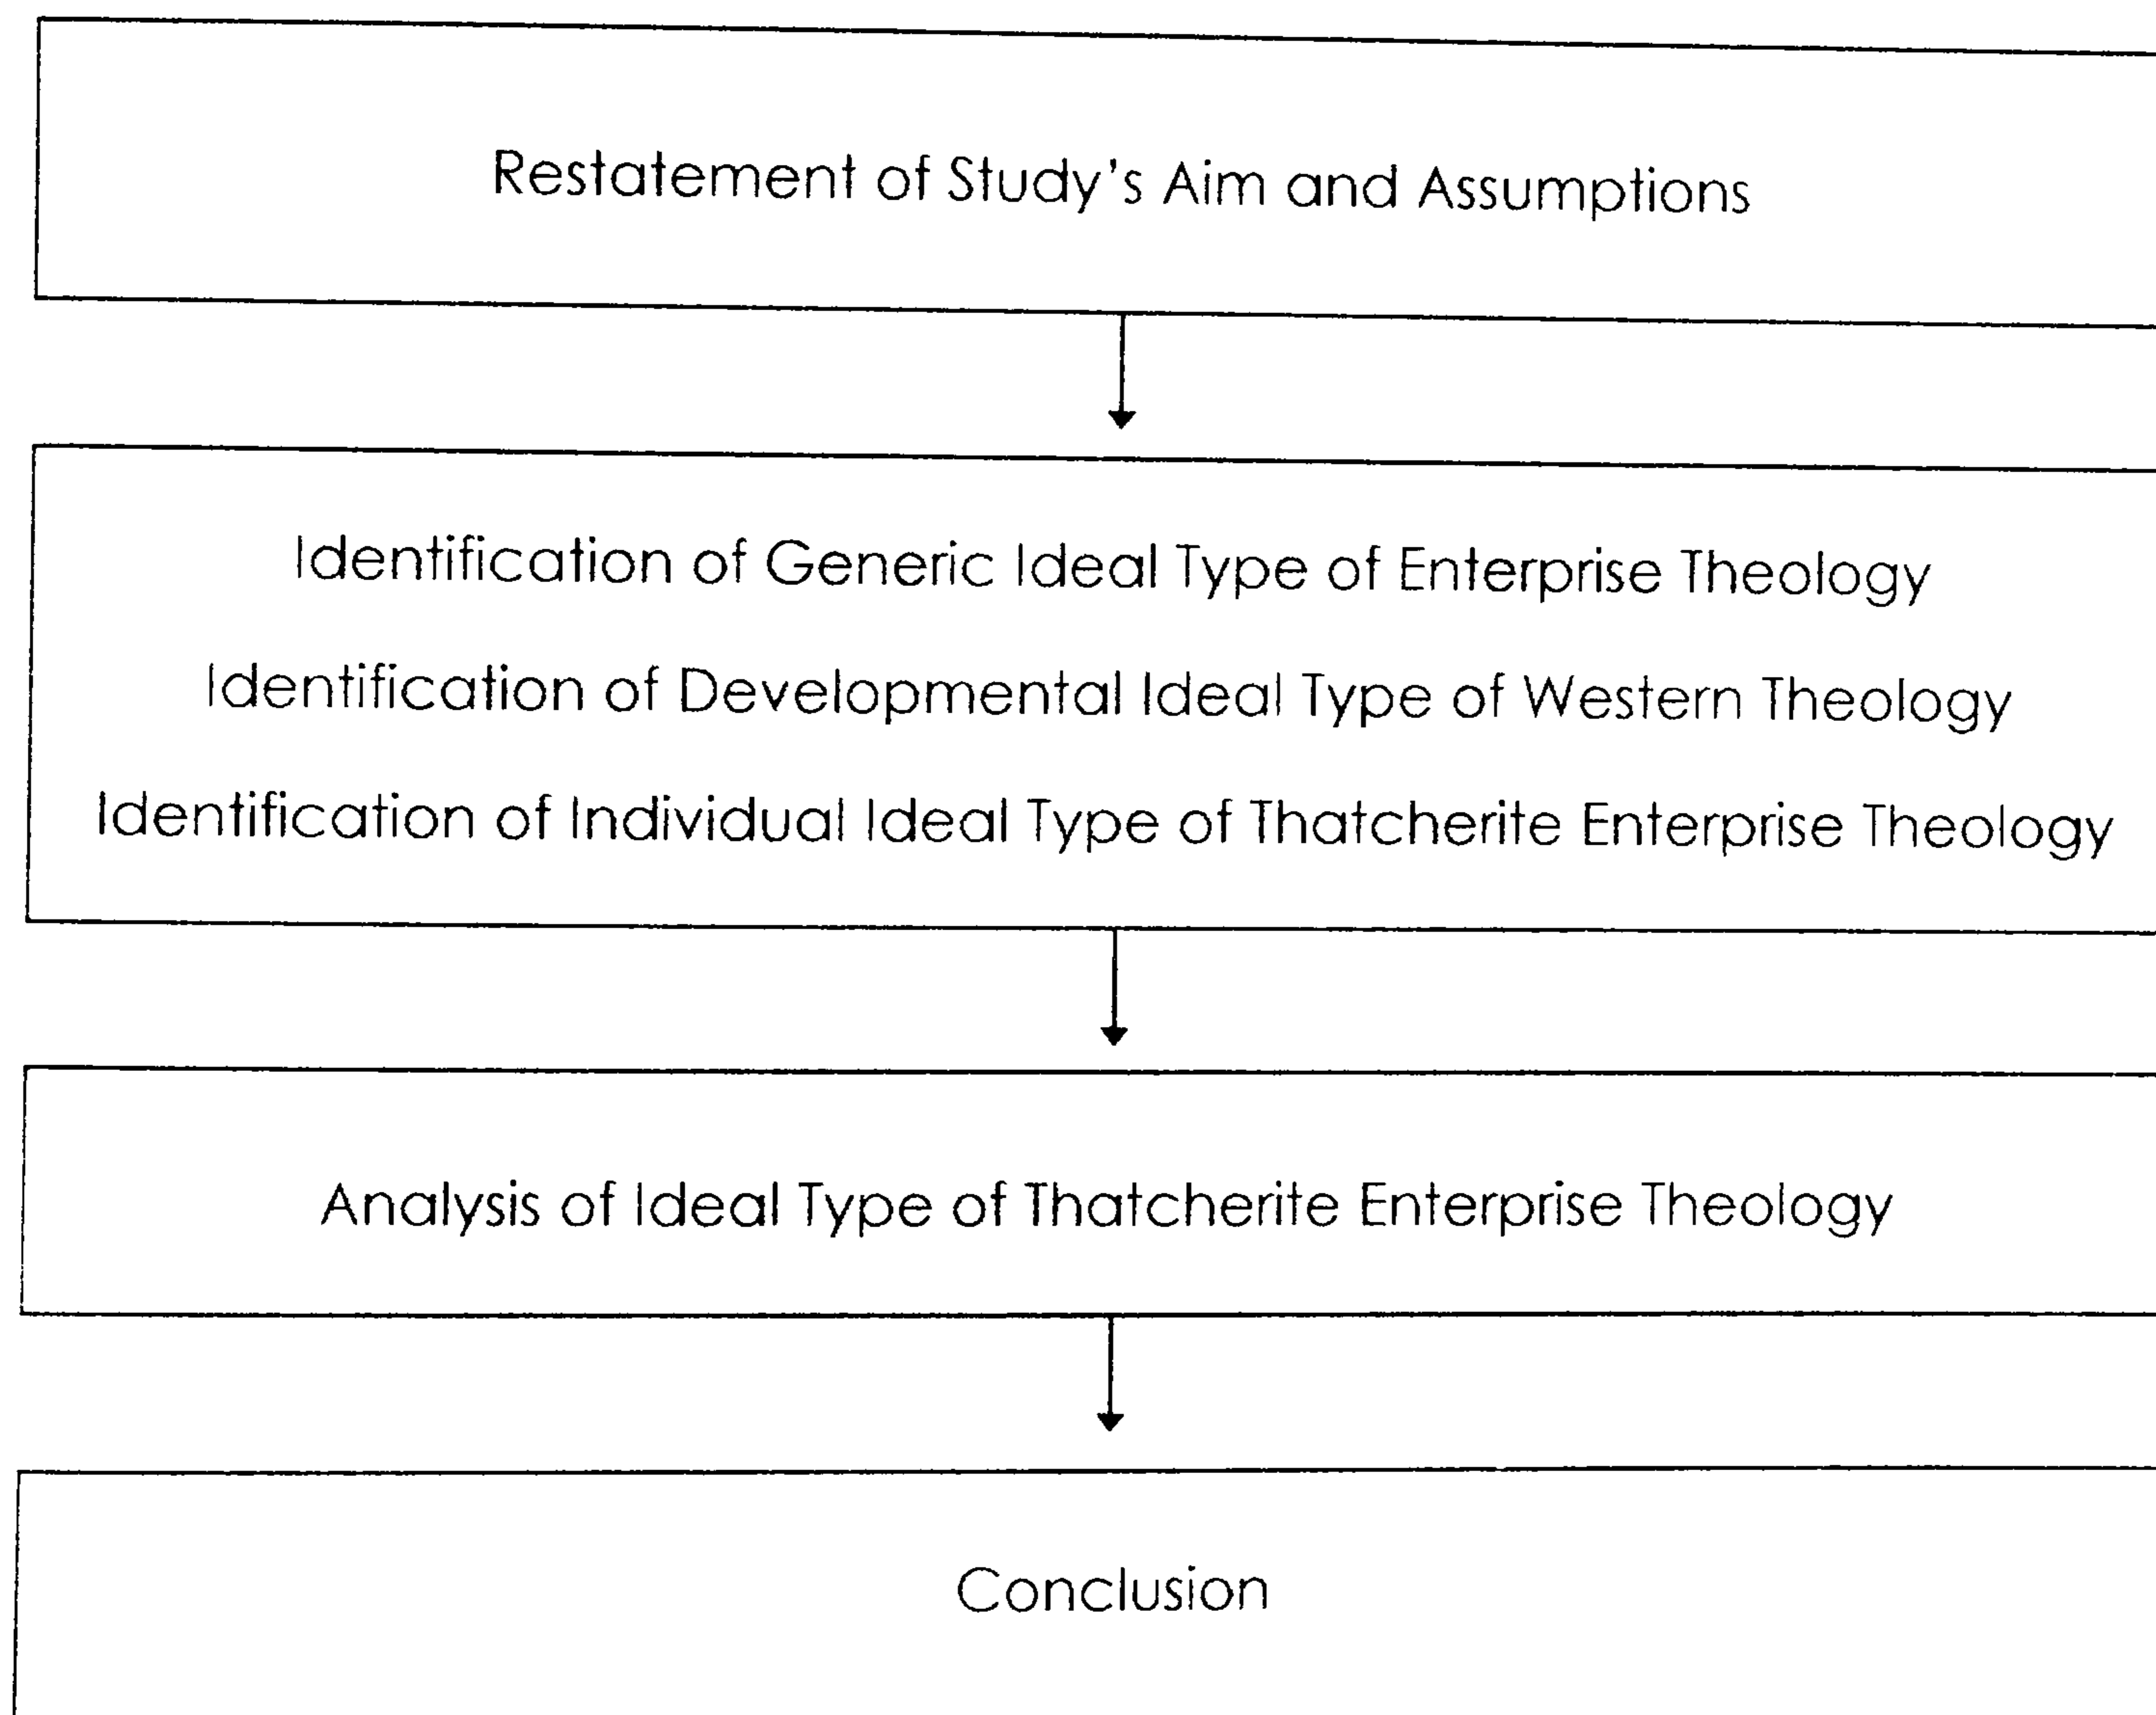 Restatement of Study's Aim and Assumptions
Identification of Generic Ideal Type of Enterprise Theology
Identification of Developmental Ideal Type of Western Theology
Identification of Individual Ideal Type of Thatcherite Enterprise Theology
Analysis of Ideal Type of Thatcherite Enterprise Theology
Conclusion